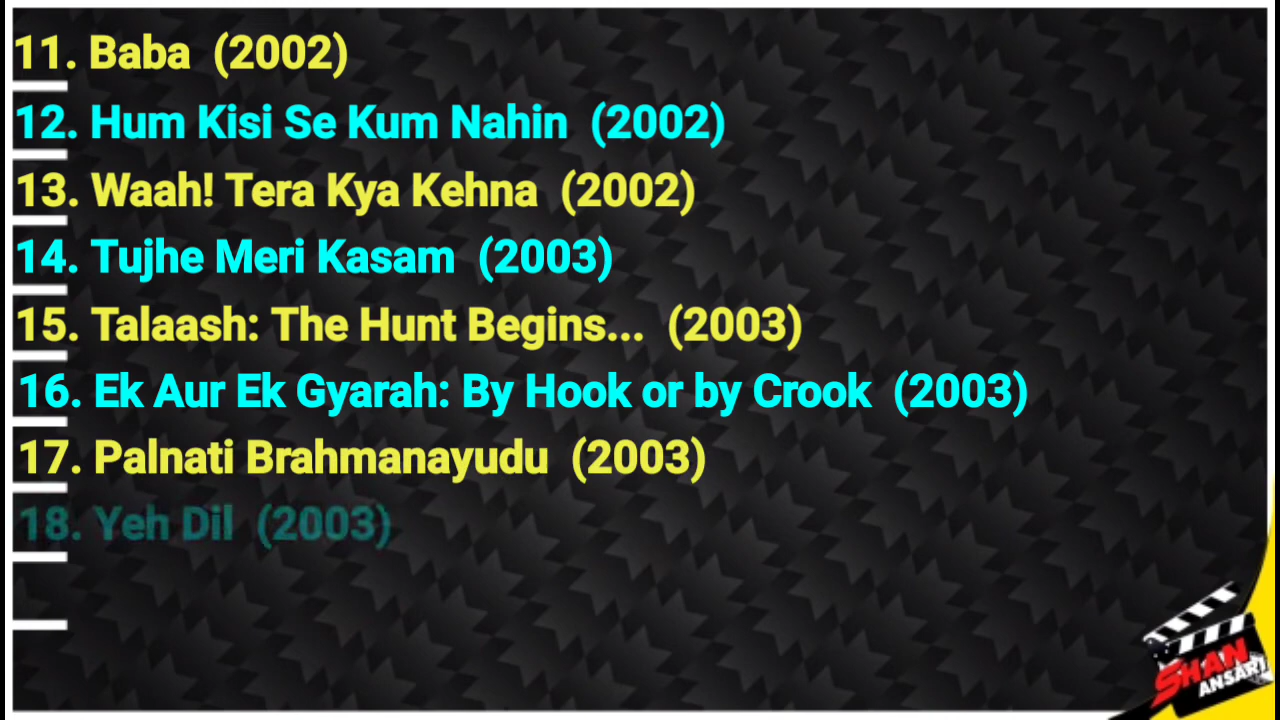 11. Baba (2002)
12. Hum Kisi Se Kum Nahin (2002)
13. Waah! Tera Kya Kehna (2002)
14. Tujhe Meri Kasam (2003)
15. Talaash: The Hunt Begins... (2003)
16. Ek Aur Ek Gyarah: By Hook or by Crook (2003)
17. Palnati Brahmanayudu (2003)
18. Yeh Dil (2003)
SHAN
ANSARI